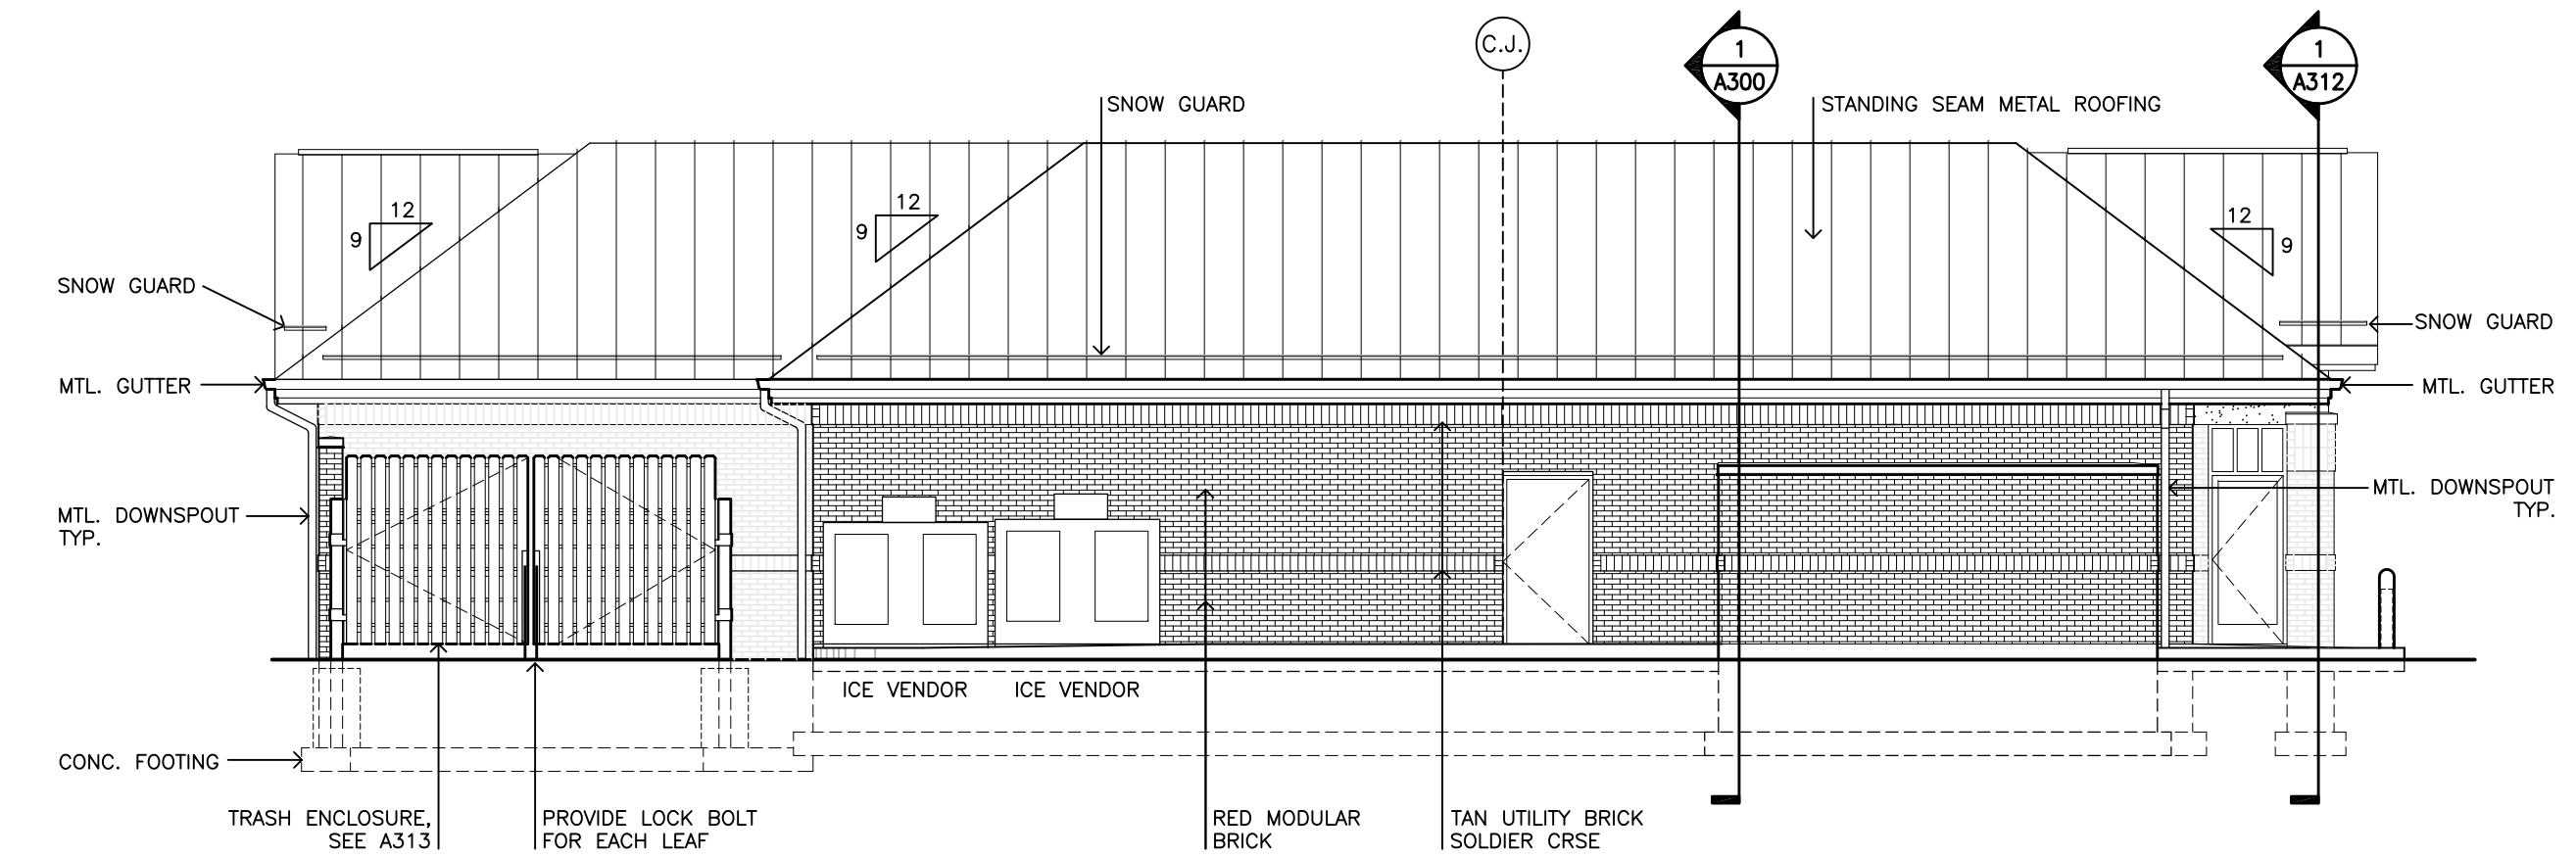 C.J.
1
A300
1
A312
SNOW GUARD
STANDING SEAM METAL ROOFING
12
9
12
9
12
9
SNOW GUARD
SNOW GUARD
MTL. GUTTER
MTL. GUTTER
MTL. DOWNSPOUT
TYP.
MTL. DOWNSPOUT
TYP.
ICE VENDOR
ICE VENDOR
CONC. FOOTING
TRASH ENCLOSURE,
SEE A313
PROVIDE LOCK BOLT
FOR EACH LEAF
RED MODULAR
BRICK
TAN UTILITY BRICK
SOLDIER CRSE